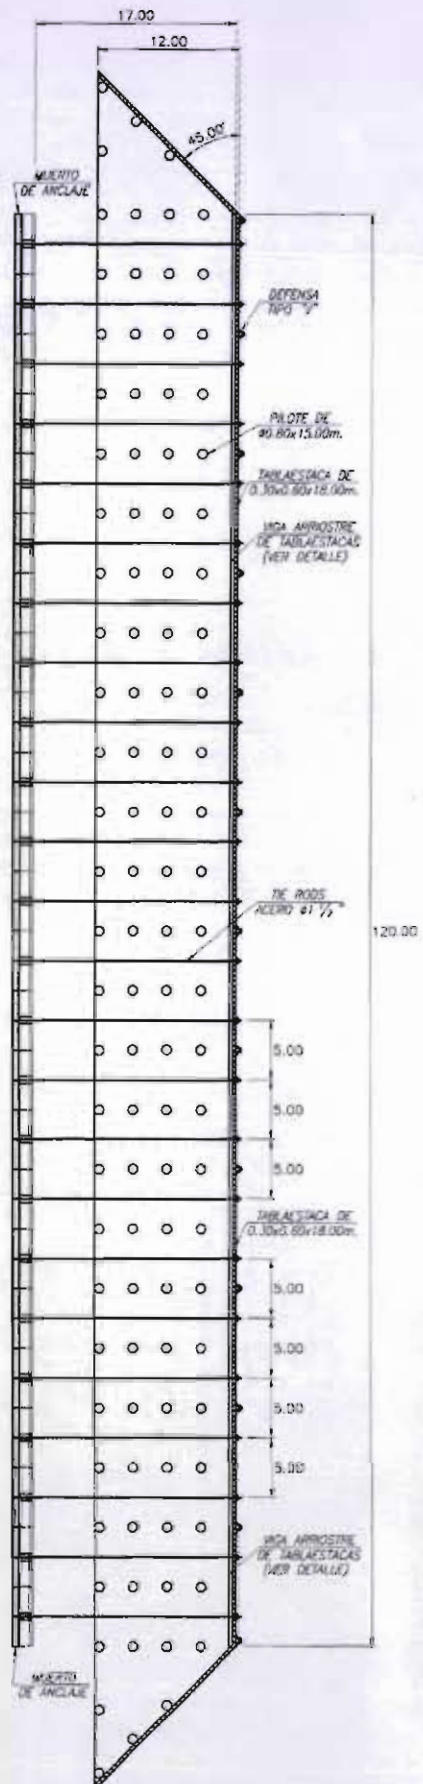 17.00
12.00
45.00°
MUERTO
DE ANCLAJE
DEFENSA
TIPO "V"
PILOTE DE
ø0.80x15.00m.
TABLAESTACA DE
0.30x0.60x18.00m.
VIGA ARRIOSTRE
DE TABLAESTACAS
(VER DETALLE)
TIE RODS
ACERO ø1 1/2"
120.00
5.00
5.00
5.00
TABLAESTACA DE
0.30x0.60x18.00m.
5.00
5.00
5.00
5.00
VIGA ARRIOSTRE
DE TABLAESTACAS
(VER DETALLE)
MUERTO
DE ANCLAJE